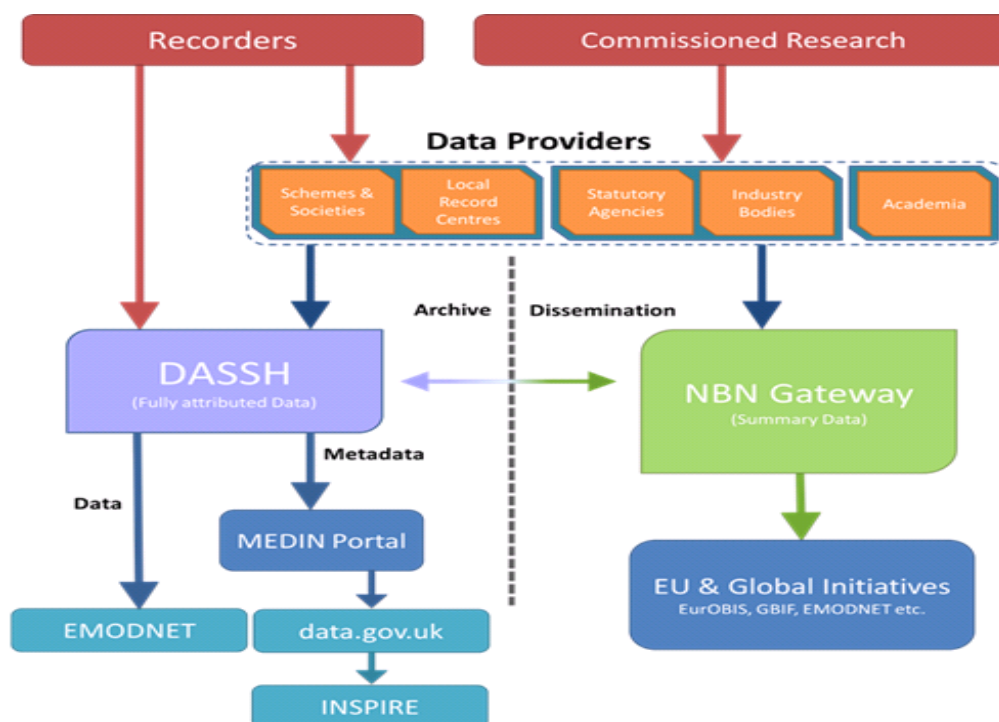 Recorders
Commissioned Research
Data Providers
Schemes &
Societies
Local
Record
Centres
Statutory
Agencies
Industry
Bodies
Academia
Archive
Dissemination
DASSH
(Fully attributed Data)
NBN Gateway
(Summary Data)
Metadata
Data
MEDIN Portal
EU & Global Initiatives
EurOBIS, GBIF, EMODNET etc.
EMODNET
data.gov.uk
INSPIRE